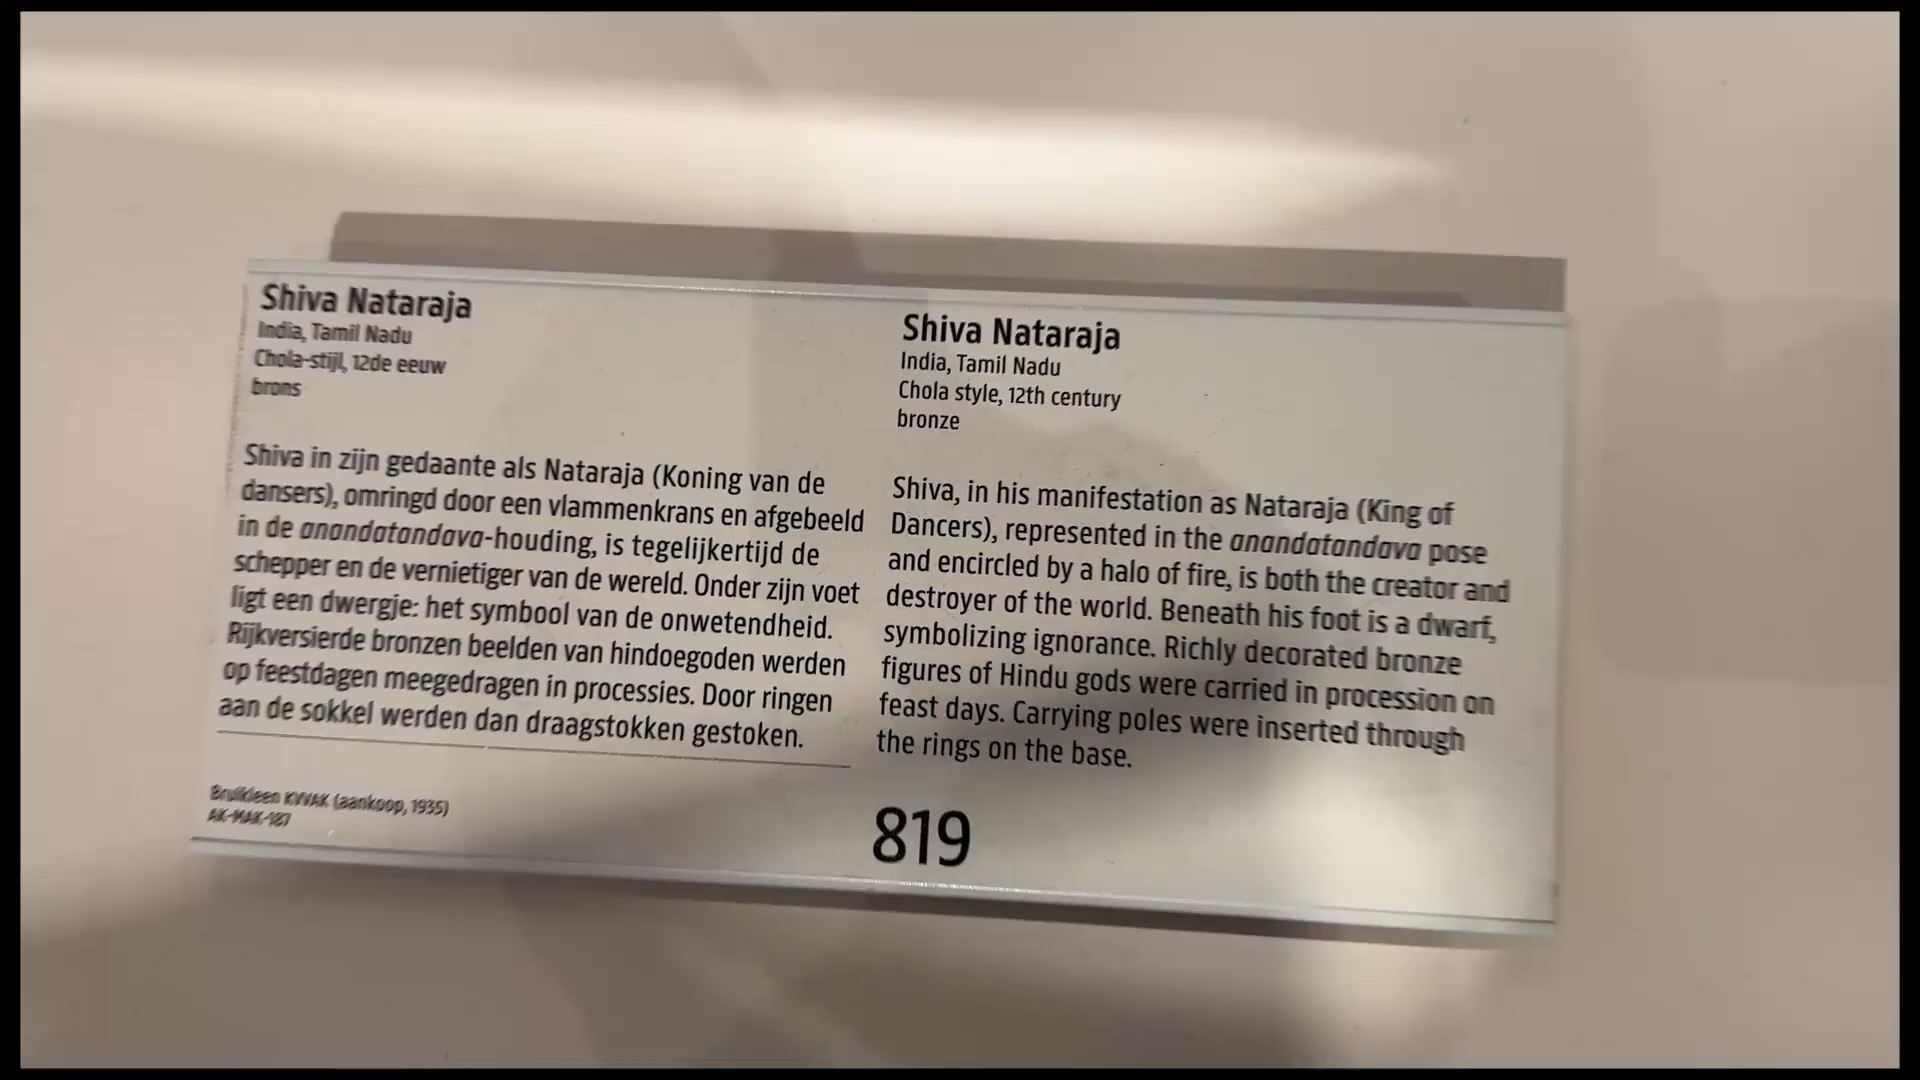 Shiva Nataraja
India, Tamil Nadu
Chola-stijl, 12de eeuw
brons
Shiva in zijn gedaante als Nataraja (Koning van de
dansers), omringd door een vlammenkrans en afgebeeld
in de anandatandava-houding, is tegelijkertijd de
schepper en de vernietiger van de wereld. Onder zijn voet
ligt een dwergje: het symbool van de onwetendheid.
Rijkversierde bronzen beelden van hindoegoden werden
op feestdagen meegedragen in processies. Door ringen
aan de sokkel werden dan draagstokken gestoken.
Bruikleen KVVAK (aankoop, 1935)
AK-MAK-187
Shiva Nataraja
India, Tamil Nadu
Chola style, 12th century
bronze
Shiva, in his manifestation as Nataraja (King of
Dancers), represented in the anandatandava pose
and encircled by a halo of fire, is both the creator and
destroyer of the world. Beneath his foot is a dwarf,
symbolizing ignorance. Richly decorated bronze
figures of Hindu gods were carried in procession on
feast days. Carrying poles were inserted through
the rings on the base.
819